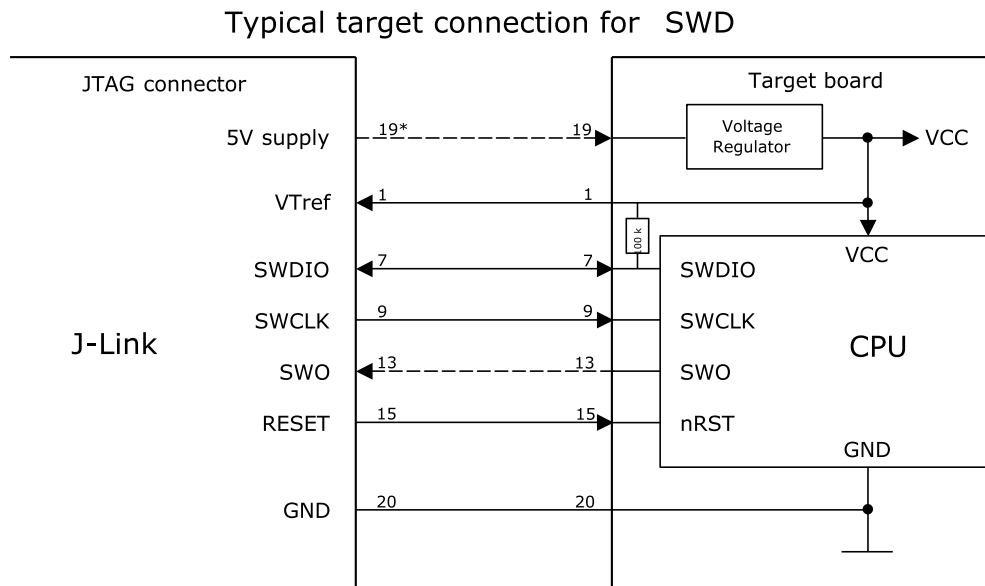 Typical target connection for SWD
JTAG connector
Target board
5V supply
19*
19
Voltage
Regulator
VCC
VTref
1
1
100 k
VCC
SWDIO
7
7
SWDIO
SWCLK
9
9
SWCLK
J-Link
CPU
SWO
13
13
SWO
RESET
15
15
nRST
GND
GND
20
20